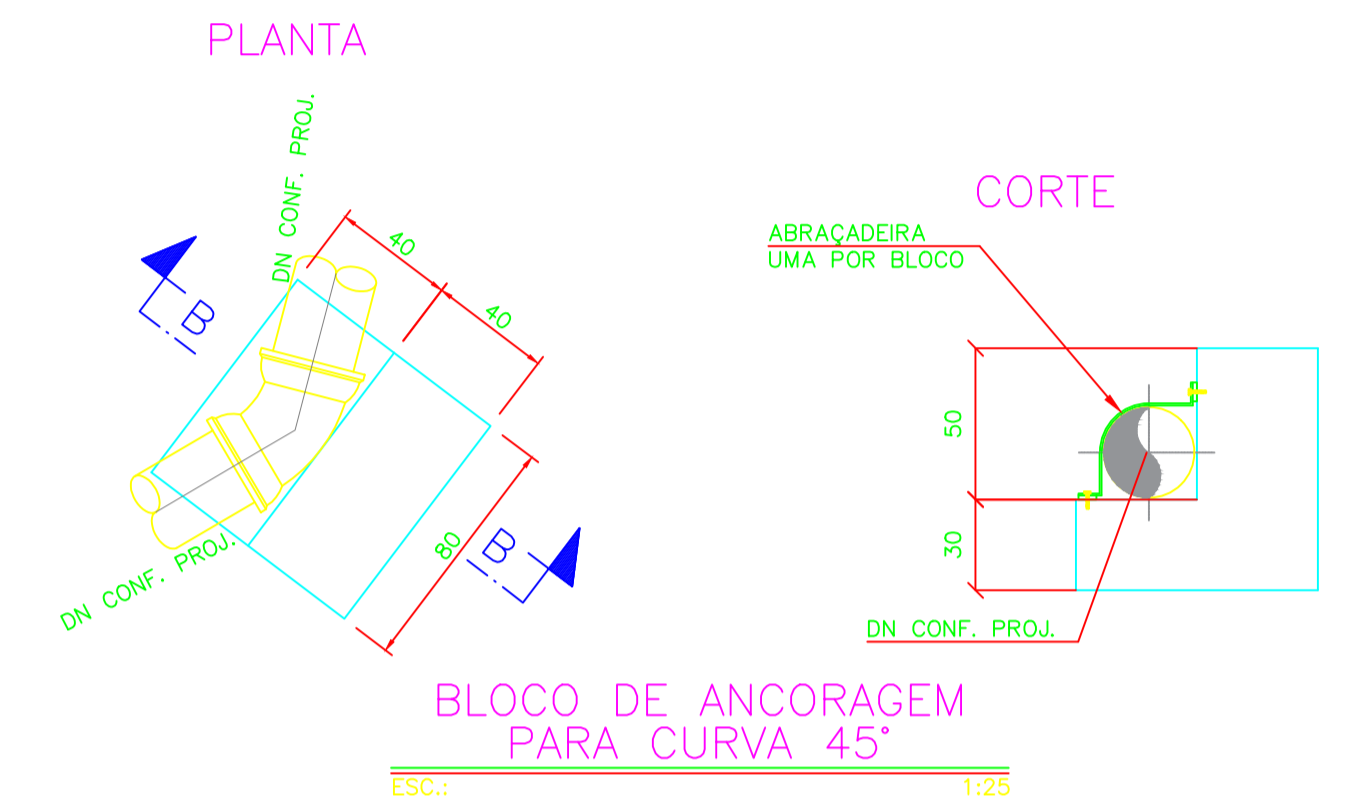 PLANTA
DN CONF. PROJ.
40
40
B
80
B
DN CONF. PROJ.
CORTE
ABRAÇADEIRA
UMA POR BLOCO
50
30
DN CONF. PROJ.
BLOCO DE ANCORAGEM
PARA CURVA 45°
ESC.: 1:25